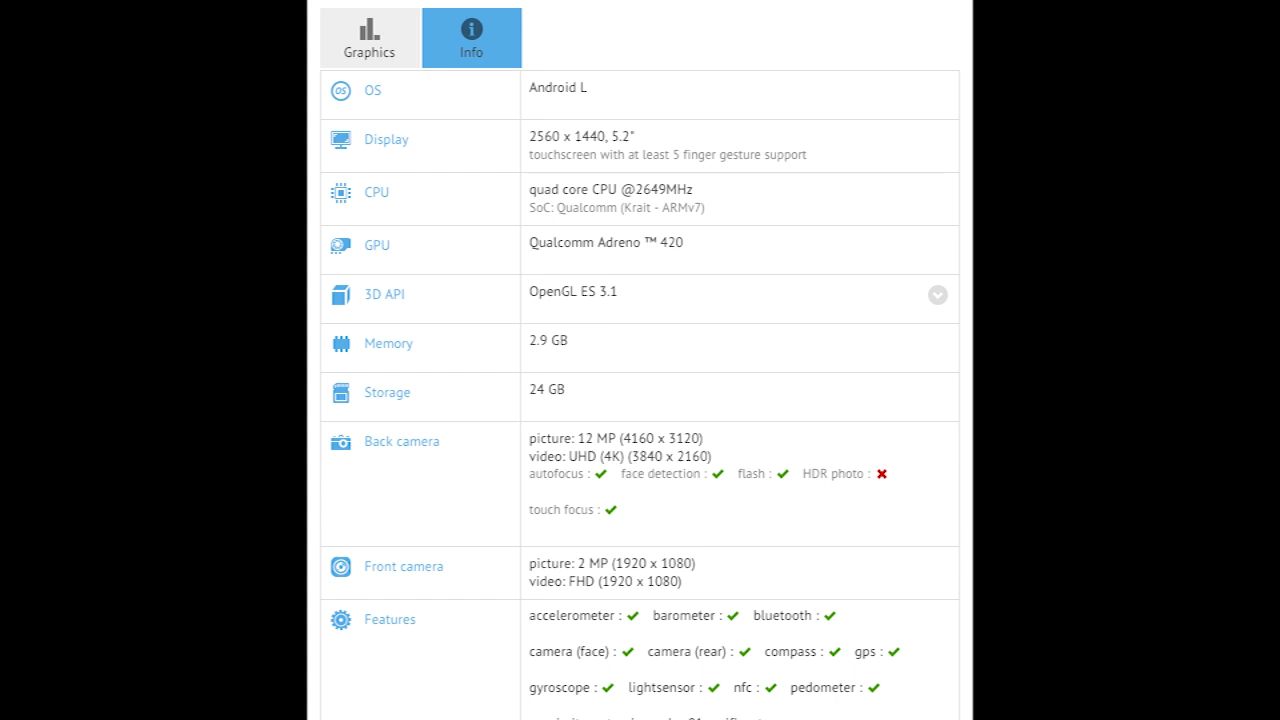 Graphics
Info
OS
Android L
Display
2560 x 1440, 5.2"
touchscreen with at least 5 finger gesture support
CPU
quad core CPU @2649MHz
SoC: Qualcomm (Krait - ARMv7)
GPU
Qualcomm Adreno ™ 420
3D API
OpenGL ES 3.1
Memory
2.9 GB
Storage
24 GB
Back camera
picture: 12 MP (4160 x 3120)
video: UHD (4K) (3840 x 2160)
autofocus : ✔ face detection : ✔ flash : ✔ HDR photo : ✖
touch focus : ✔
Front camera
picture: 2 MP (1920 x 1080)
video: FHD (1920 x 1080)
Features
accelerometer : ✔ barometer : ✔ bluetooth : ✔
camera (face) : ✔ camera (rear) : ✔ compass : ✔ gps : ✔
gyroscope : ✔ lightsensor : ✔ nfc : ✔ pedometer : ✔